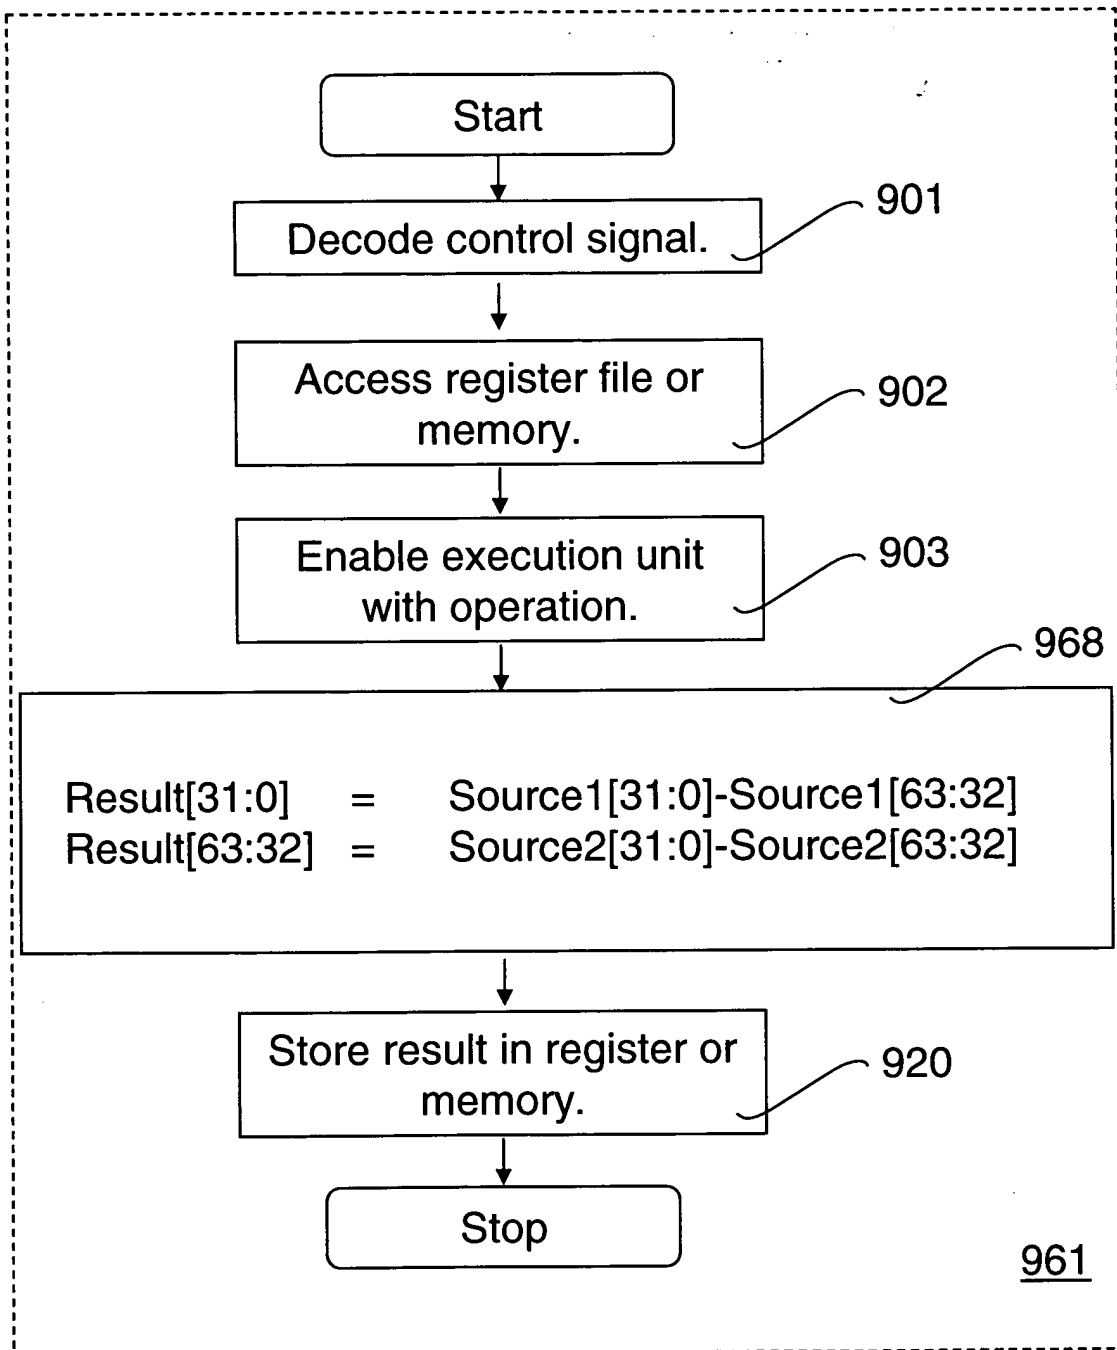 Start
901
Decode control signal.
Access register file or
memory.
902
Enable execution unit
with operation.
903
968
Result[31:0] = Source1[31:0]-Source1[63:32]
Result[63:32] = Source2[31:0]-Source2[63:32]
Store result in register or
memory.
920
Stop
961